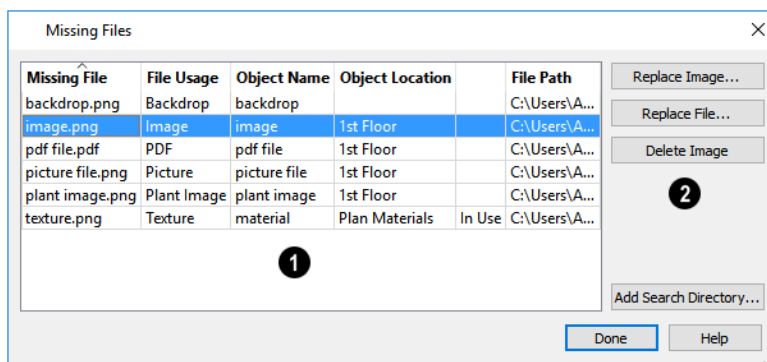 Missing Files
Missing File File Usage Object Name Object Location File Path
backdrop.png Backdrop backdrop C:\Users\A...
image.png Image image 1st Floor C:\Users\A...
pdf file.pdf PDF pdf file 1st Floor C:\Users\A...
picture file.png Picture picture file 1st Floor C:\Users\A...
plant image.png Plant Image plant image 1st Floor C:\Users\A...
texture.png Texture material Plan Materials In Use C:\Users\A...
1
Replace Image...
Replace File...
Delete Image
2
Add Search Directory...
Done Help